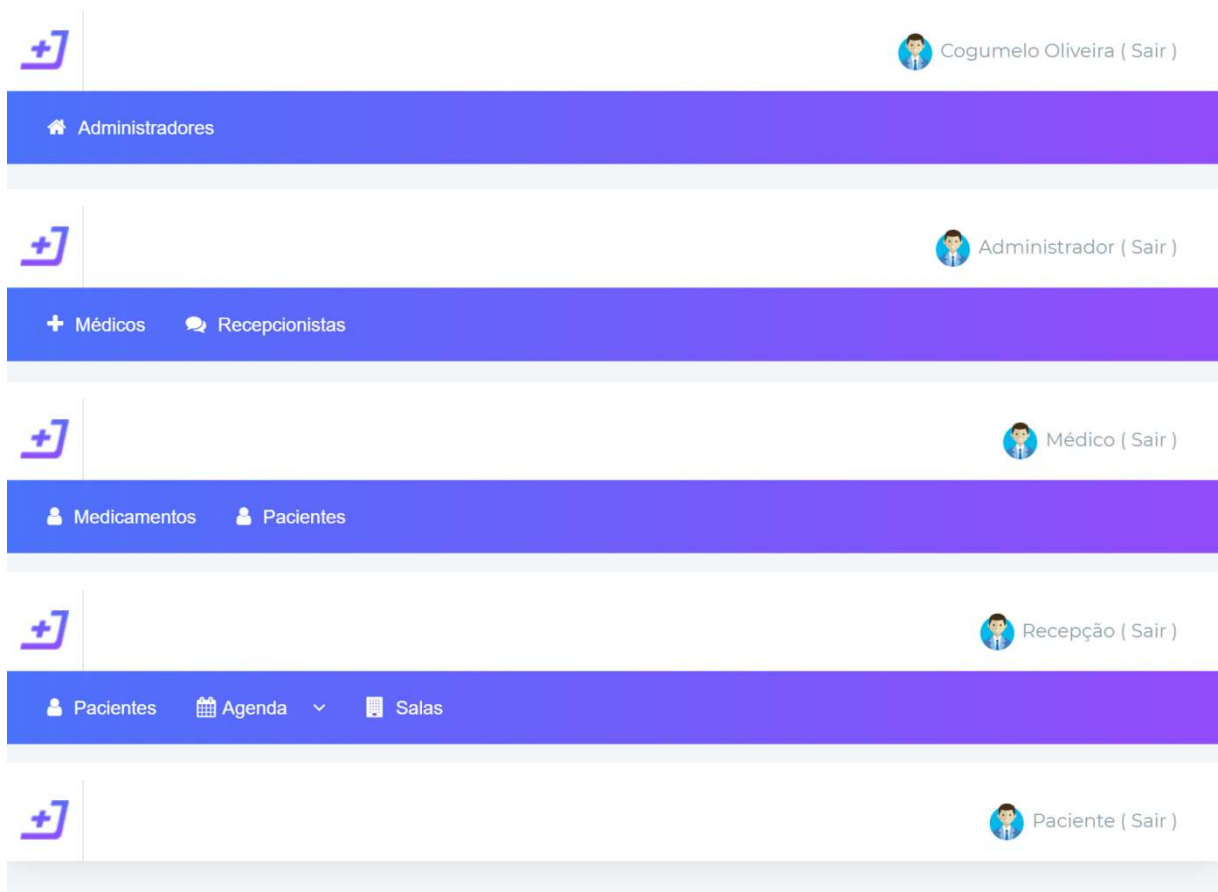 Cogumelo Oliveira ( Sair )
Administradores
Administrador ( Sair )
Médicos Recepcionistas
Médico ( Sair )
Medicamentos Pacientes
Recepção ( Sair )
Pacientes Agenda Salas
Paciente ( Sair )